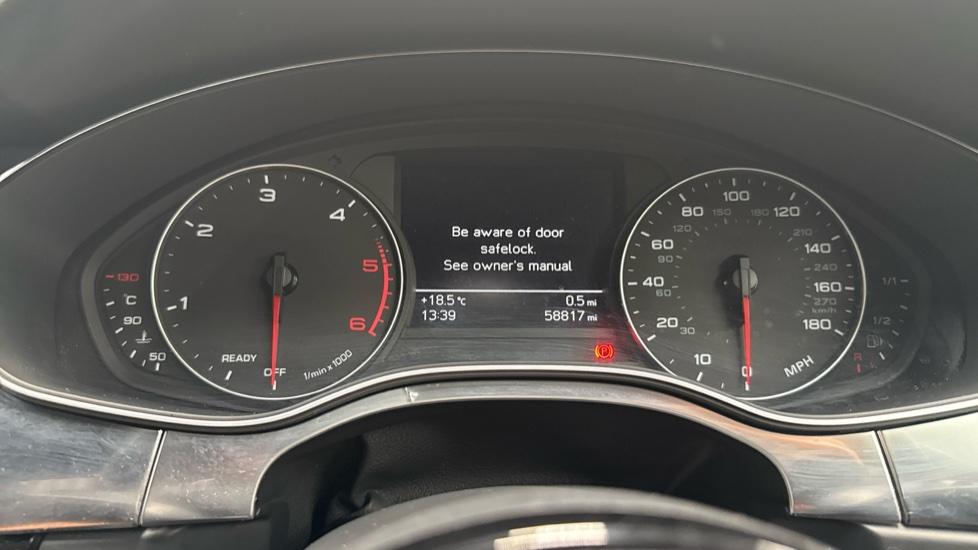 3
2
4
1
5
6
READY
OFF
1/min x 1000
130
°C
90
50
Be aware of door
safelock.
See owner's manual
+18.5 °C
0.5 mi
13:39
58817 mi
P
100
80
150
180
120
120
210
60
90
140
40
60
240
160
270
km/h
20
30
180
10
0
MPH
1/1
1/2
R